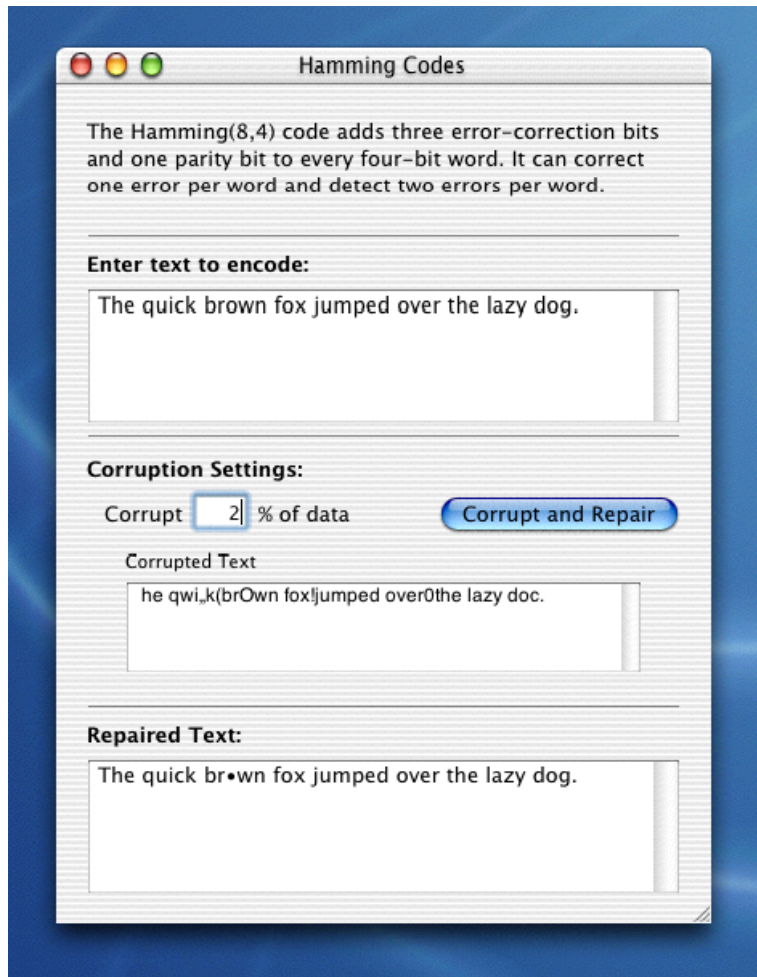 Hamming Codes
The Hamming(8,4) code adds three error-correction bits
and one parity bit to every four-bit word. It can correct
one error per word and detect two errors per word.
Enter text to encode:
The quick brown fox jumped over the lazy dog.
Corruption Settings:
Corrupt 2 % of data Corrupt and Repair
Corrupted Text
he qwi„k(brOwn fox!jumped over0the lazy doc.
Repaired Text:
The quick br•wn fox jumped over the lazy dog.